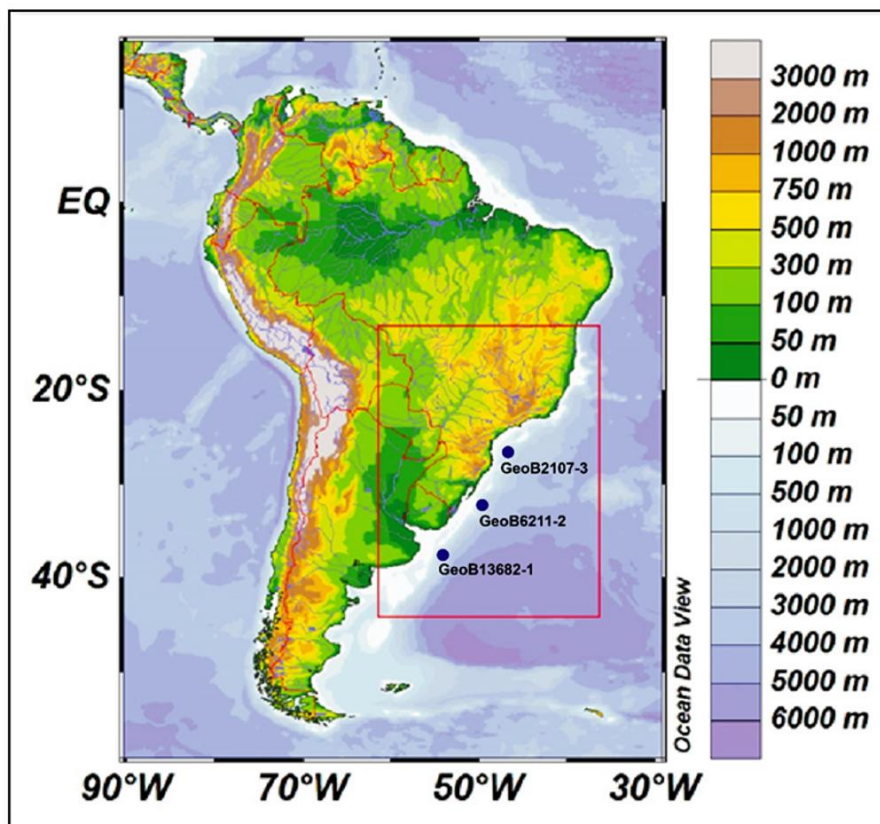 EQ
20°S
40°S
90°W
70°W
50°W
30°W
GeoB2107-3
GeoB6211-2
GeoB13682-1
Ocean Data View
3000 m
2000 m
1000 m
750 m
500 m
300 m
100 m
50 m
0 m
50 m
100 m
500 m
1000 m
2000 m
3000 m
4000 m
5000 m
6000 m